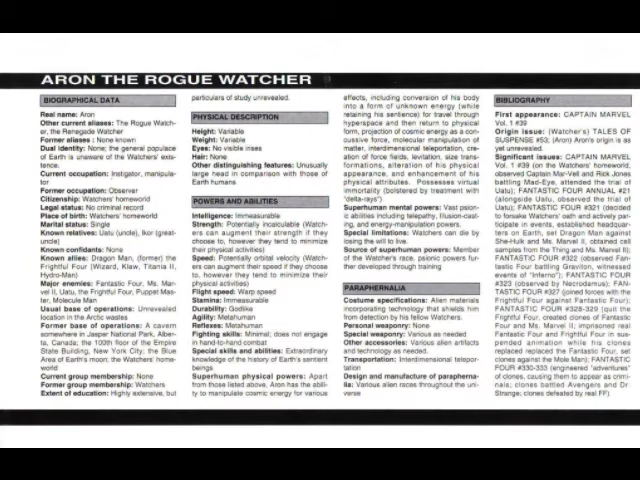 ARON THE ROGUE WATCHER
BIOGRAPHICAL DATA
Real name: Aron
Other current aliases: The Rogue Watch-
er, the Renegade Watcher
Former aliases : None known
Dual identity: None; the general populace
of Earth is unaware of the Watchers' exis-
tence.
Current occupation: Instigator, manipula-
tor
Former occupation: Observer
Citizenship: Watchers' homeworld
Legal status: No criminal record
Place of birth: Watchers' homeworld
Marital status: Single
Known relatives: Uatu (uncle), Ikor (great-
uncle)
Known confidants: None
Known allies: Dragon Man, (former) the
Frightful Four (Wizard, Klaw, Titania II,
Hydro-Man)
Major enemies: Fantastic Four, Ms. Mar-
vel II, Uatu, the Frightful Four, Puppet Mas-
ter, Molecule Man
Usual base of operations: Unrevealed
location in the Arctic wastes
Former base of operations: A cavern
somewhere in Jasper National Park, Alber-
ta, Canada; the 100th floor of the Empire
State Building, New York City; the Blue
Area of Earth's moon; the Watchers' home-
world
Current group membership: None
Former group membership: Watchers
Extent of education: Highly extensive, but
particulars of study unrevealed.
PHYSICAL DESCRIPTION
Height: Variable
Weight: Variable
Eyes: No visible irises
Hair: None
Other distinguishing features: Unusually
large head in comparison with those of
Earth humans
POWERS AND ABILITIES
Intelligence: Immeasurable
Strength: Potentially incalculable (Watch-
ers can augment their strength if they
choose to, however they tend to minimize
their physical activities)
Speed: Potentially orbital velocity (Watch-
ers can augment their speed if they choose
to, however they tend to minimize their
physical activities)
Flight speed: Warp speed
Stamina: Immeasurable
Durability: Godlike
Agility: Metahuman
Reflexes: Metahuman
Fighting skills: Minimal; does not engage
in hand-to-hand combat
Special skills and abilities: Extraordinary
knowledge of the history of Earth's sentient
beings
Superhuman physical powers: Apart
from those listed above, Aron has the abili-
ty to manipulate cosmic energy for various
effects, including conversion of his body
into a form of unknown energy (while
retaining his sentience) for travel through
hyperspace and then return to physical
form, projection of cosmic energy as a con-
cussive force, molecular manipulation of
matter, interdimensional teleportation, cre-
ation of force fields, levitation, size trans-
formations, alteration of his physical
appearance, and enhancement of his
physical attributes. Possesses virtual
immortality (bolstered by treatment with
"delta-rays")
Superhuman mental powers: Vast psion-
ic abilities including telepathy, illusion-cast-
ing, and energy-manipulation powers.
Special limitations: Watchers can die by
losing the will to live.
Source of superhuman powers: Member
of the Watchers race, psionic powers fur-
ther developed through training
PARAPHERNALIA
Costume specifications: Alien materials
incorporating technology that shields him
from detection by his fellow Watchers.
Personal weaponry: None
Special weaponry: Various as needed
Other accessories: Various alien artifacts
and technology as needed.
Transportation: Interdimensional telepor-
tation
Design and manufacture of paraperna-
lia: Various alien races throughout the uni-
verse
BIBLIOGRAPHY
First appearance: CAPTAIN MARVEL
Vol. 1 #39
Origin issue: (Watcher's) TALES OF
SUSPENSE #53; (Aron) Aron's origin is as
yet unrevealed.
Significant issues: CAPTAIN MARVEL
Vol. 1 #39 (on the Watchers' homeworld,
observed Captain Mar-Vell and Rick Jones
battling Mad-Eye, attended the trial of
Uatu); FANTASTIC FOUR ANNUAL #21
(alongside Uatu, observed the trial of
Uatu); FANTASTIC FOUR #321 (decided
to forsake Watchers' oath and actively par-
ticipate in events, established headquar-
ters on Earth, set Dragon Man against
She-Hulk and Ms. Marvel II, obtained cell
samples from the Thing and Ms. Marvel II);
FANTASTIC FOUR #322 (observed Fan-
tastic Four battling Graviton, witnessed
events of "Inferno"); FANTASTIC FOUR
#323 (observed by Necrodamus); FAN-
TASTIC FOUR #327 (joined forces with the
Frightful Four against Fantastic Four);
FANTASTIC FOUR #328-329 (quit the
Frightful Four, created clones of Fantastic
Four and Ms. Marvel II; imprisoned real
Fantastic Four and Frightful Four in sus-
pended animation while his clones
replaced replaced the Fantastic Four, set
clones against the Mole Man); FANTASTIC
FOUR #330-333 (engineered "adventures"
of clones, causing them to appear as crimi-
nals; clones battled Avengers and Dr.
Strange; clones defeated by real FF)